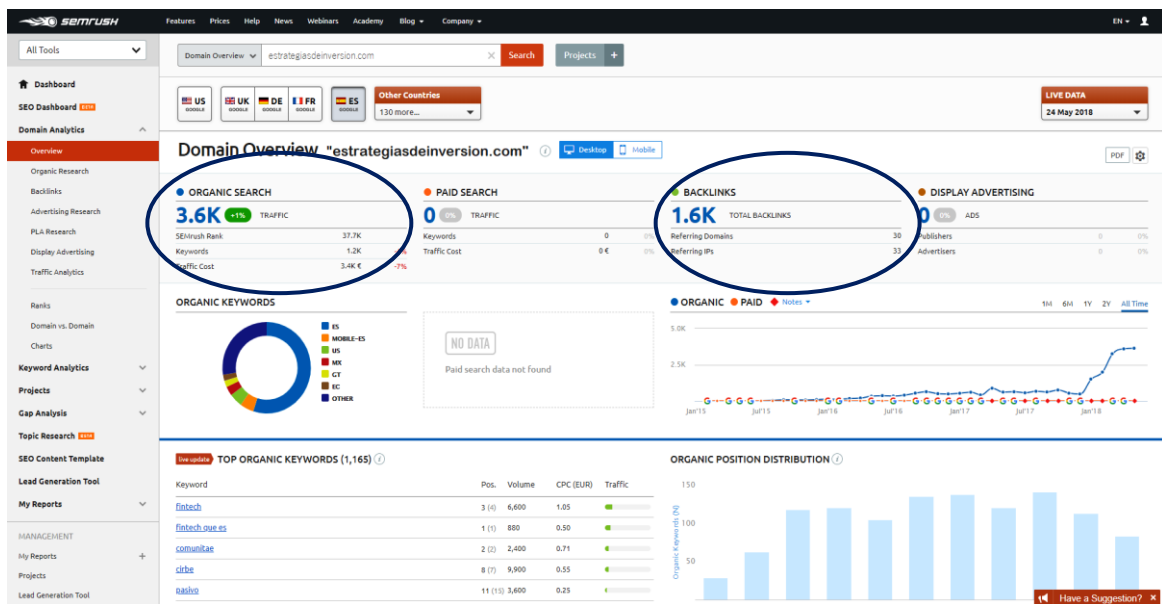 semrush Features Prices Help News Webinars Academy Blog Company EN
All Tools
Domain Overview estrategiasdeinversion.com × Search Projects +
Dashboard
SEO Dashboard BETA
Domain Analytics
Overview
Organic Research
Backlinks
Advertising Research
PLA Research
Display Advertising
Traffic Analytics
Ranks
Domain vs. Domain
Charts
Keyword Analytics
Projects
Gap Analysis
Topic Research BETA
SEO Content Template
Lead Generation Tool
My Reports
MANAGEMENT
My Reports +
Projects
Lead Generation Tool
US GOOGLE
UK GOOGLE
DE GOOGLE
FR GOOGLE
ES GOOGLE
Other Countries
130 more...
LIVE DATA
24 May 2018
Domain Overview "estrategiasdeinversion.com" i Desktop Mobile
PDF
ORGANIC SEARCH
3.6K +1% TRAFFIC
SEMrush Rank 37.7K
Keywords 1.2K
Traffic Cost 3.4K € -7%
PAID SEARCH
0 0% TRAFFIC
Keywords 0 0%
Traffic Cost 0 € 0%
BACKLINKS
1.6K TOTAL BACKLINKS
Referring Domains 30
Referring IPs 33
DISPLAY ADVERTISING
0 0% ADS
Publishers 0 0%
Advertisers 0 0%
ORGANIC KEYWORDS
ES
MOBILE-ES
US
MX
GT
EC
OTHER
NO DATA
Paid search data not found
ORGANIC PAID Notes
1M 6M 1Y 2Y All Time
5.0K
2.5K
G G G G G G G G G G G G G G G G
Jan'15 Jul'15 Jan'16 Jul'16 Jan'17 Jul'17 Jan'18
live update TOP ORGANIC KEYWORDS (1,165) i
Keyword Pos. Volume CPC (EUR) Traffic
fintech 3 (4) 6,600 1.05
fintech que es 1 (1) 880 0.50
comunitae 2 (2) 2,400 0.71
cirbe 8 (7) 9,900 0.55
pasivo 11 (15) 3,600 0.25
ORGANIC POSITION DISTRIBUTION i
Organic Keywords (N)
150
100
50
Have a Suggestion? ×